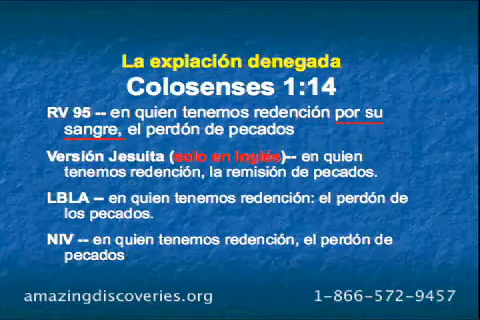 La expiación denegada
Colosenses 1:14
RV 95 -- en quien tenemos redención por su
sangre, el perdón de pecados
Versión Jesuita (solo en Inglés)-- en quien
tenemos redención, la remisión de pecados.
LBLA -- en quien tenemos redención: el perdón de
los pecados.
NIV -- en quien tenemos redención, el perdón de
pecados
amazingdiscoveries.org 1-866-572-9457